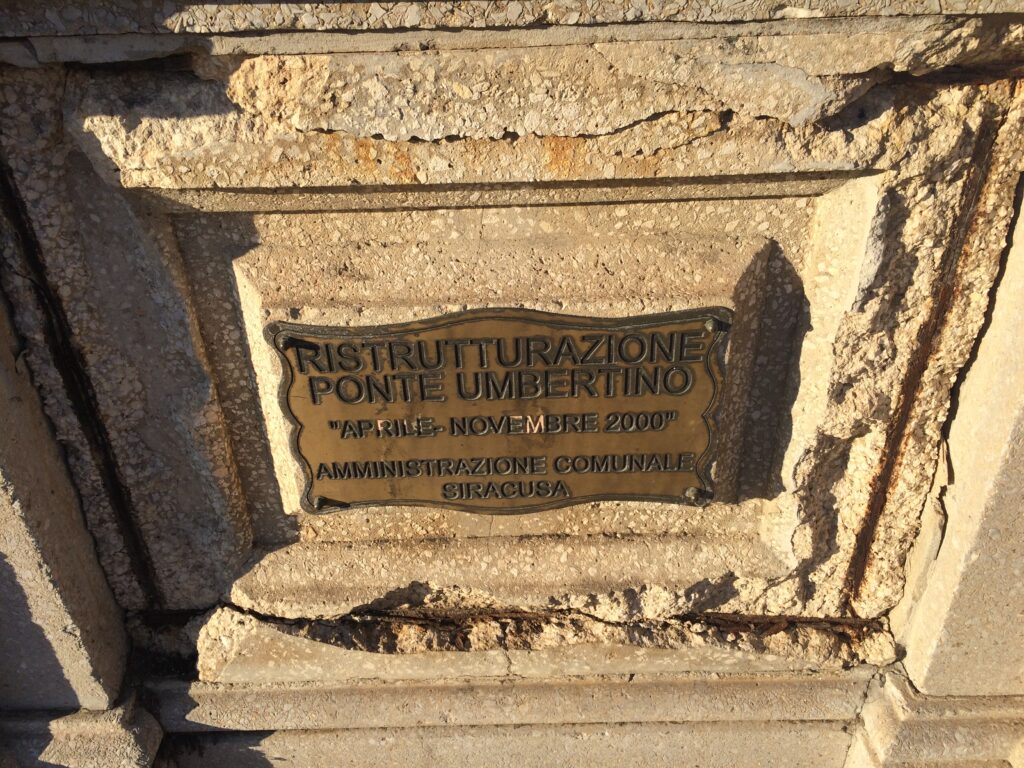 RISTRUTTURAZIONE
PONTE UMBERTINO
"APRILE- NOVEMBRE 2000"
AMMINISTRAZIONE COMUNALE
SIRACUSA